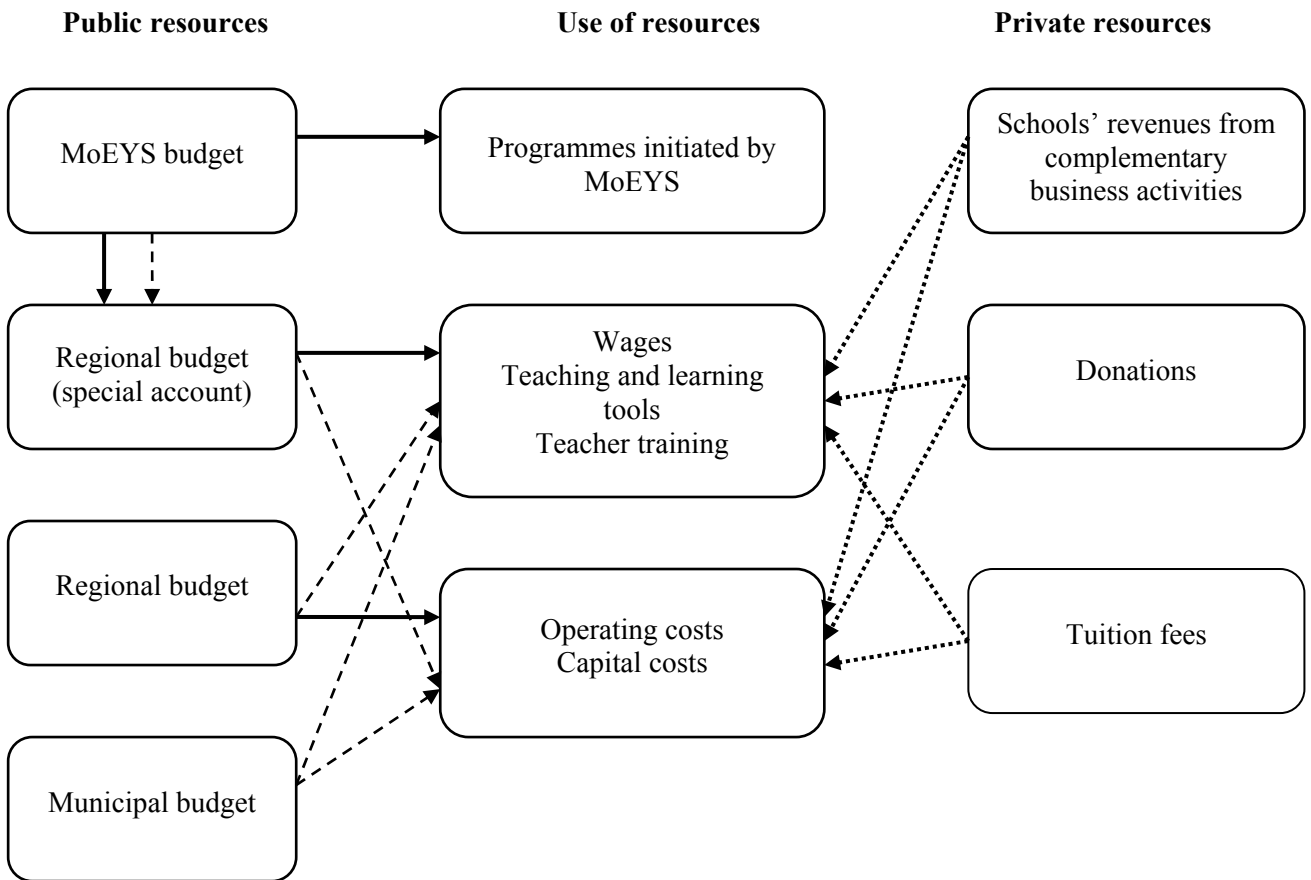 Public resources
Use of resources
Private resources
MoEYS budget
Programmes initiated by
MoEYS
Schools’ revenues from
complementary
business activities
Regional budget
(special account)
Wages
Teaching and learning
tools
Teacher training
Donations
Regional budget
Operating costs
Capital costs
Tuition fees
Municipal budget